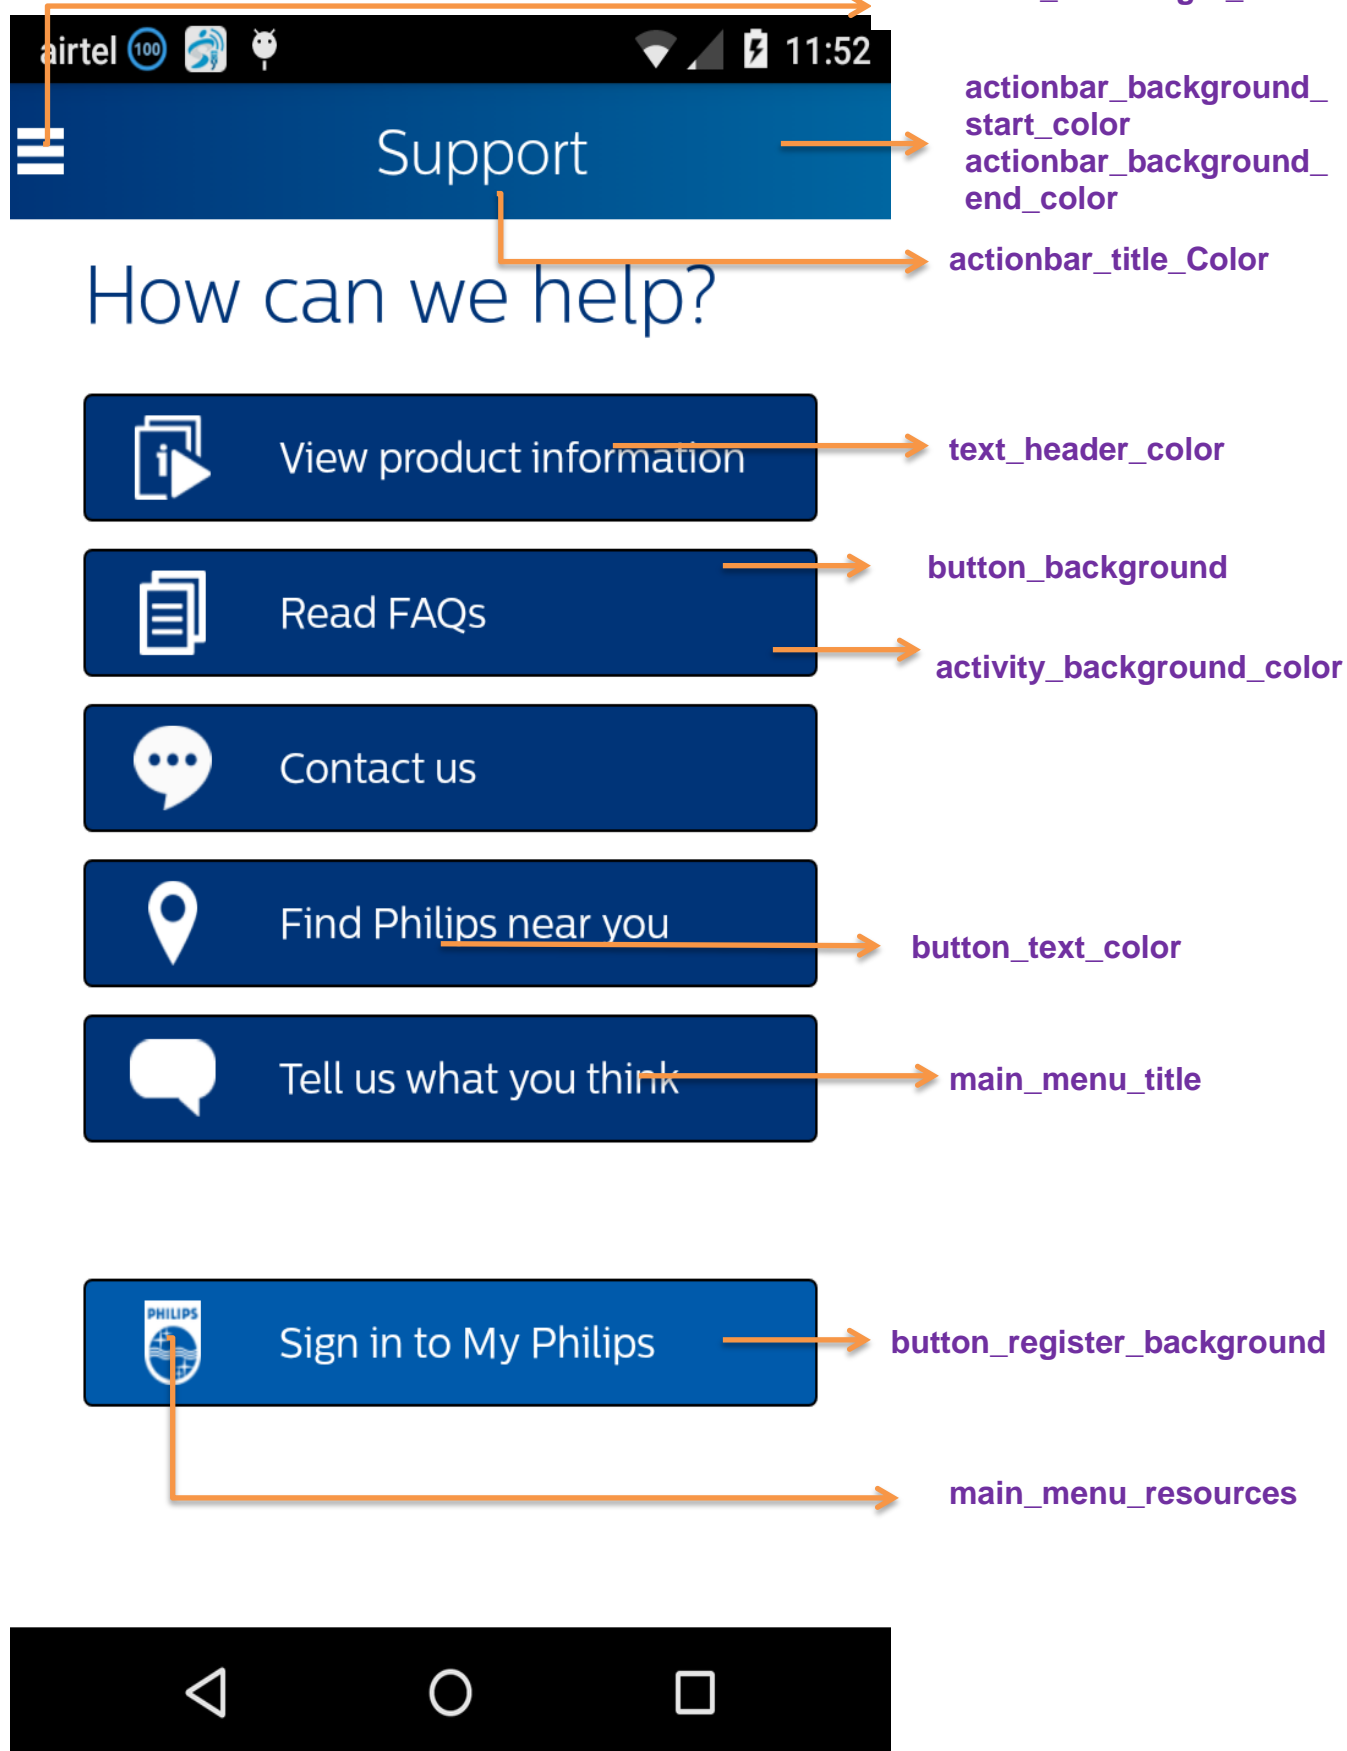 airtel 100 11:52
actionbar_background_
start_color
actionbar_background_
end_color
Support
actionbar_title_Color
How can we help?
View product information
text_header_color
button_background
Read FAQs
activity_background_color
Contact us
Find Philips near you
button_text_color
Tell us what you think
main_menu_title
PHILIPS
Sign in to My Philips
button_register_background
main_menu_resources